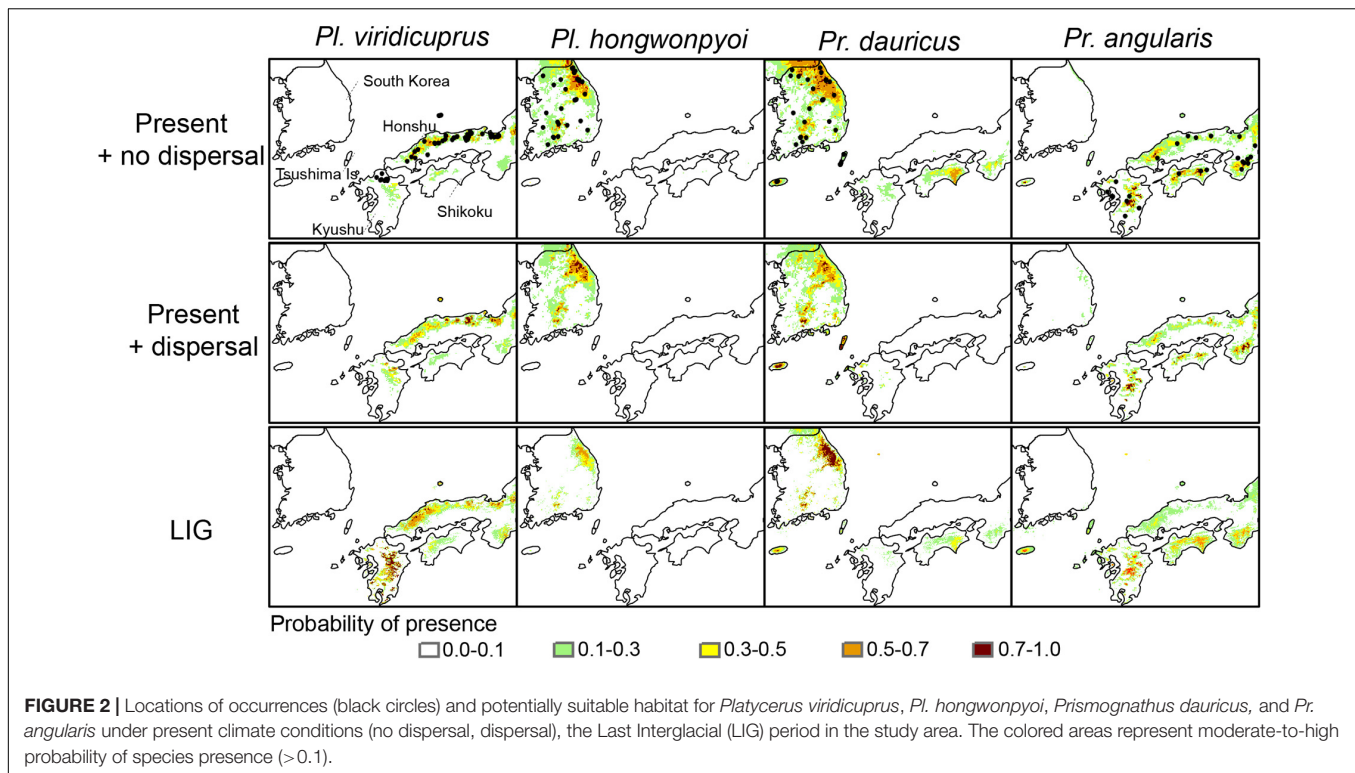 Pl. viridicuprus Pl. hongwonpyoi Pr. dauricus Pr. angularis
Present
+ no dispersal
South Korea
Honshu
Tsushima Is
Shikoku
Kyushu
Present
+ dispersal
LIG
Probability of presence
0.0-0.1 0.1-0.3 0.3-0.5 0.5-0.7 0.7-1.0
FIGURE 2 | Locations of occurrences (black circles) and potentially suitable habitat for Platycerus viridicuprus, Pl. hongwonpyoi, Prismognathus dauricus, and Pr.
angularis under present climate conditions (no dispersal, dispersal), the Last Interglacial (LIG) period in the study area. The colored areas represent moderate-to-high
probability of species presence (>0.1).